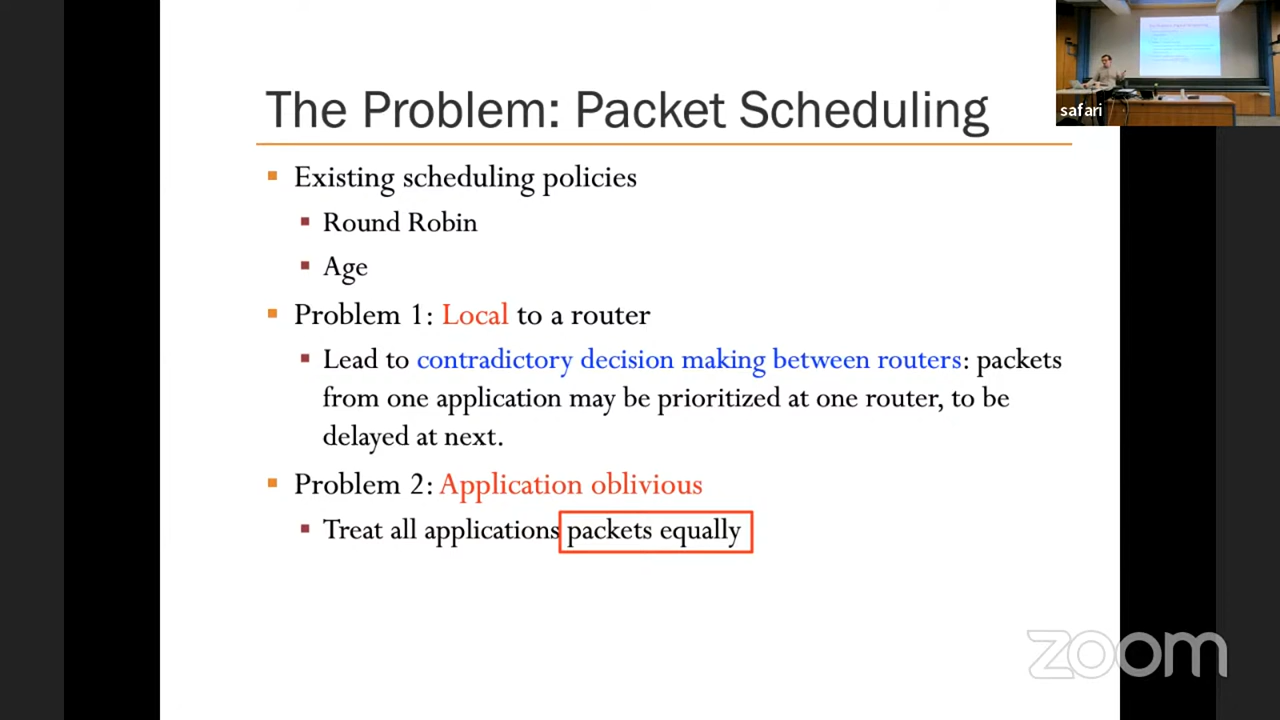 The Problem: Packet Scheduling
Existing scheduling policies
Round Robin
Age
Problem 1: Local to a router
Lead to contradictory decision making between routers: packets
from one application may be prioritized at one router, to be
delayed at next.
Problem 2: Application oblivious
Treat all applications packets equally
safari
zoom